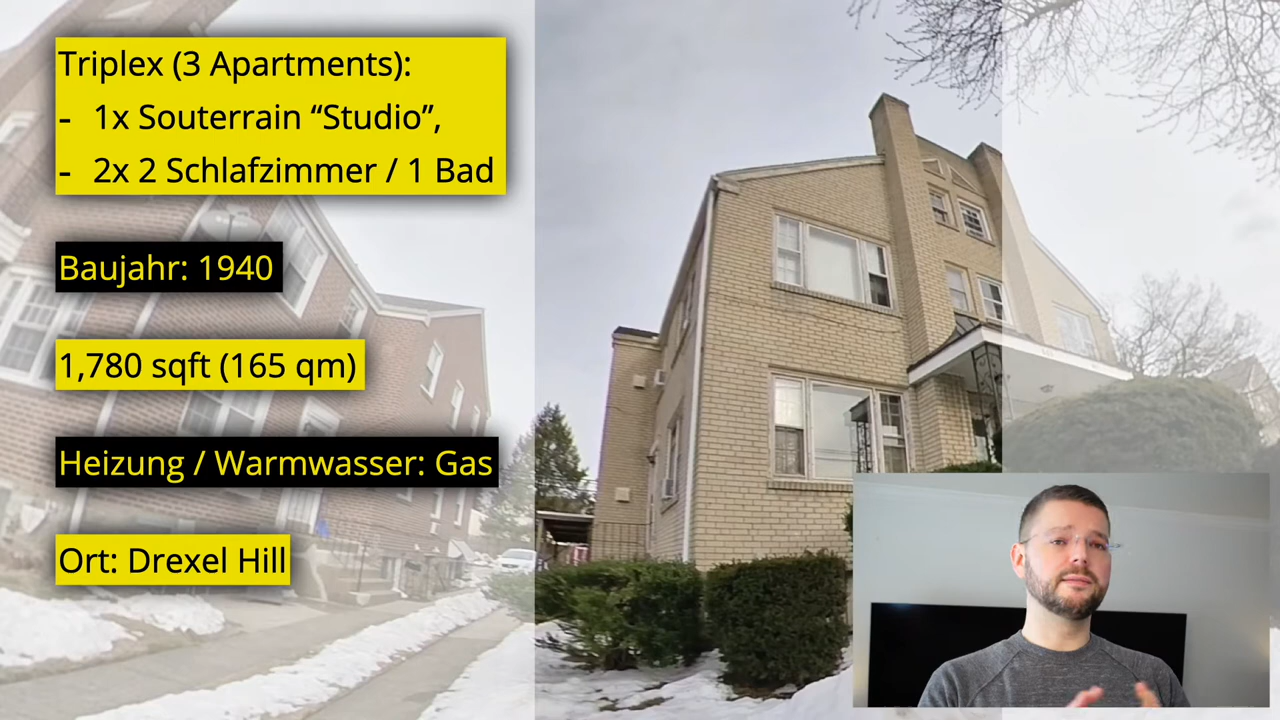 Triplex (3 Apartments):
- 1x Souterrain “Studio”,
- 2x 2 Schlafzimmer / 1 Bad
Baujahr: 1940
1,780 sqft (165 qm)
Heizung / Warmwasser: Gas
Ort: Drexel Hill